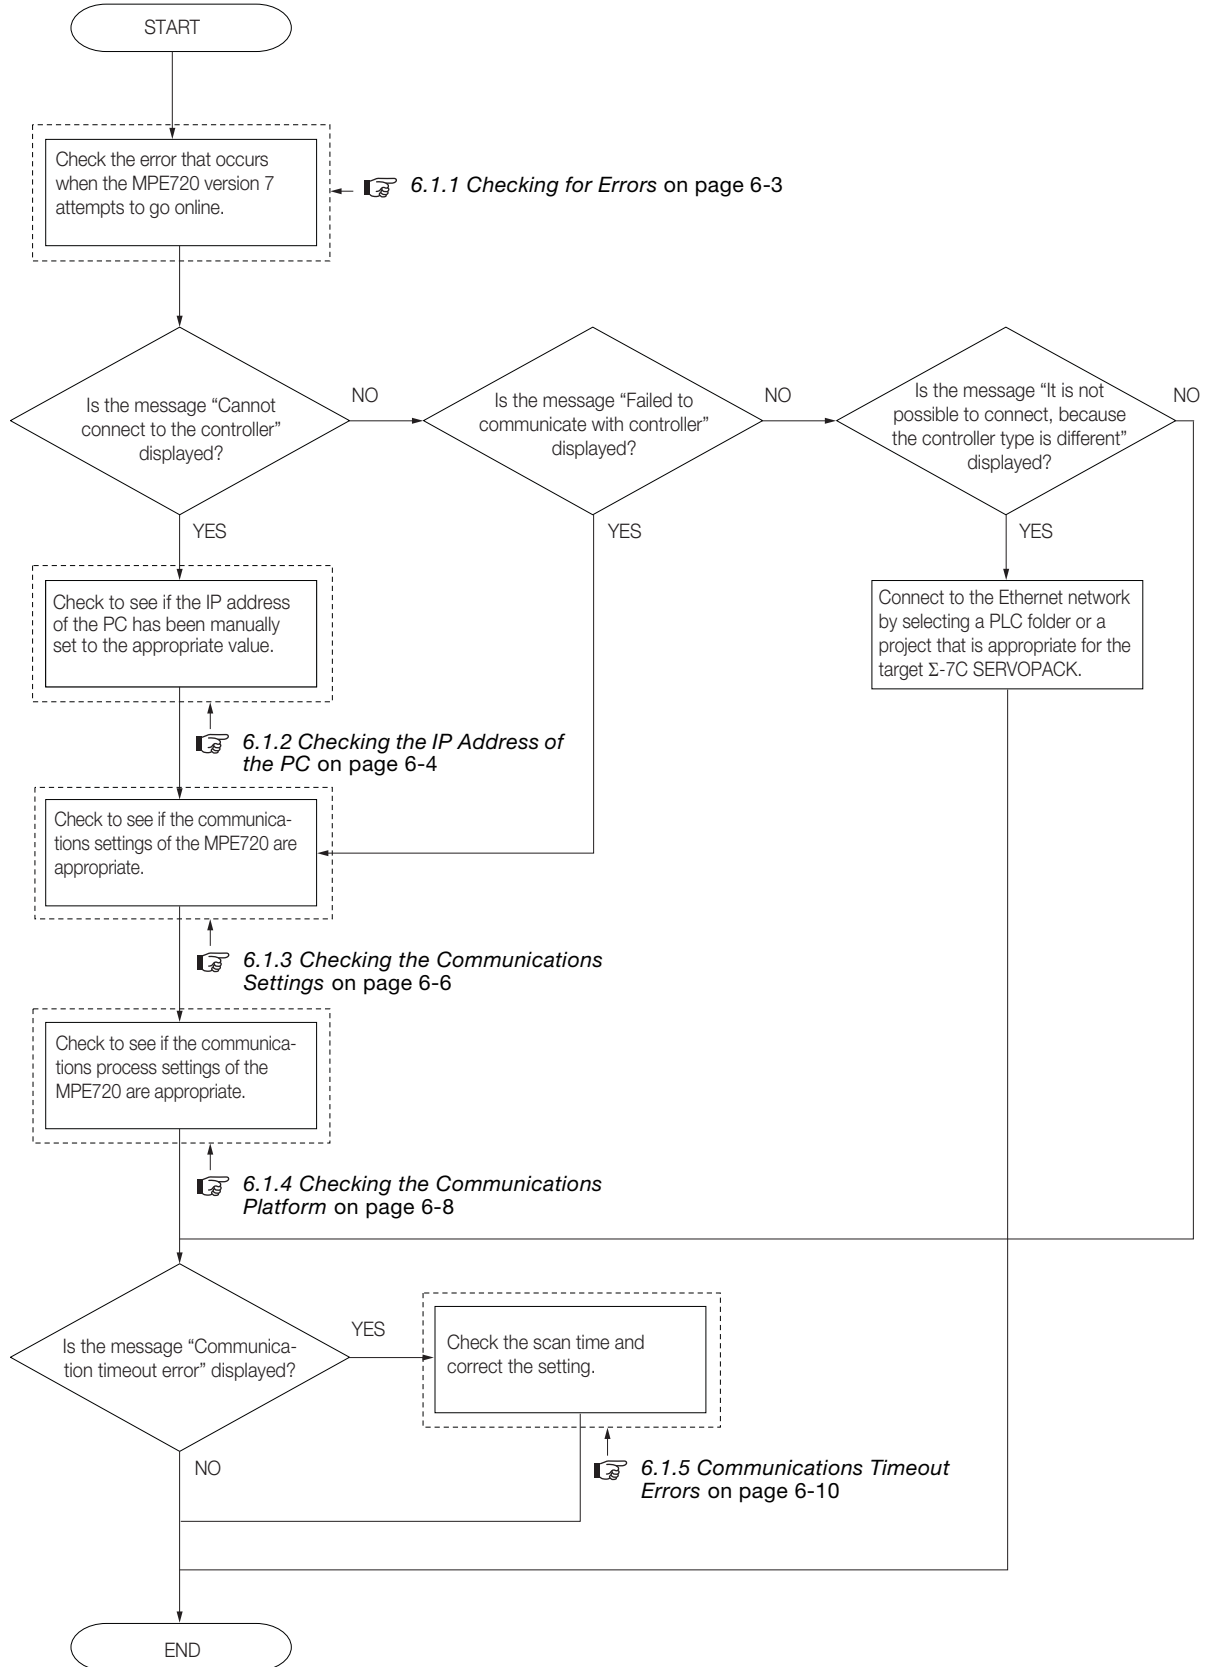 START
Check the error that occurs
when the MPE720 version 7
attempts to go online.
6.1.1 Checking for Errors on page 6-3
Is the message “Cannot
connect to the controller”
displayed?
NO
Is the message “Failed to
communicate with controller”
displayed?
NO
Is the message “It is not
possible to connect, because
the controller type is different”
displayed?
NO
YES
YES
YES
Check to see if the IP address
of the PC has been manually
set to the appropriate value.
Connect to the Ethernet network
by selecting a PLC folder or a
project that is appropriate for the
target Σ-7C SERVOPACK.
6.1.2 Checking the IP Address of
the PC on page 6-4
Check to see if the communica-
tions settings of the MPE720 are
appropriate.
6.1.3 Checking the Communications
Settings on page 6-6
Check to see if the communica-
tions process settings of the
MPE720 are appropriate.
6.1.4 Checking the Communications
Platform on page 6-8
Is the message “Communica-
tion timeout error” displayed?
YES
Check the scan time and
correct the setting.
NO
6.1.5 Communications Timeout
Errors on page 6-10
END